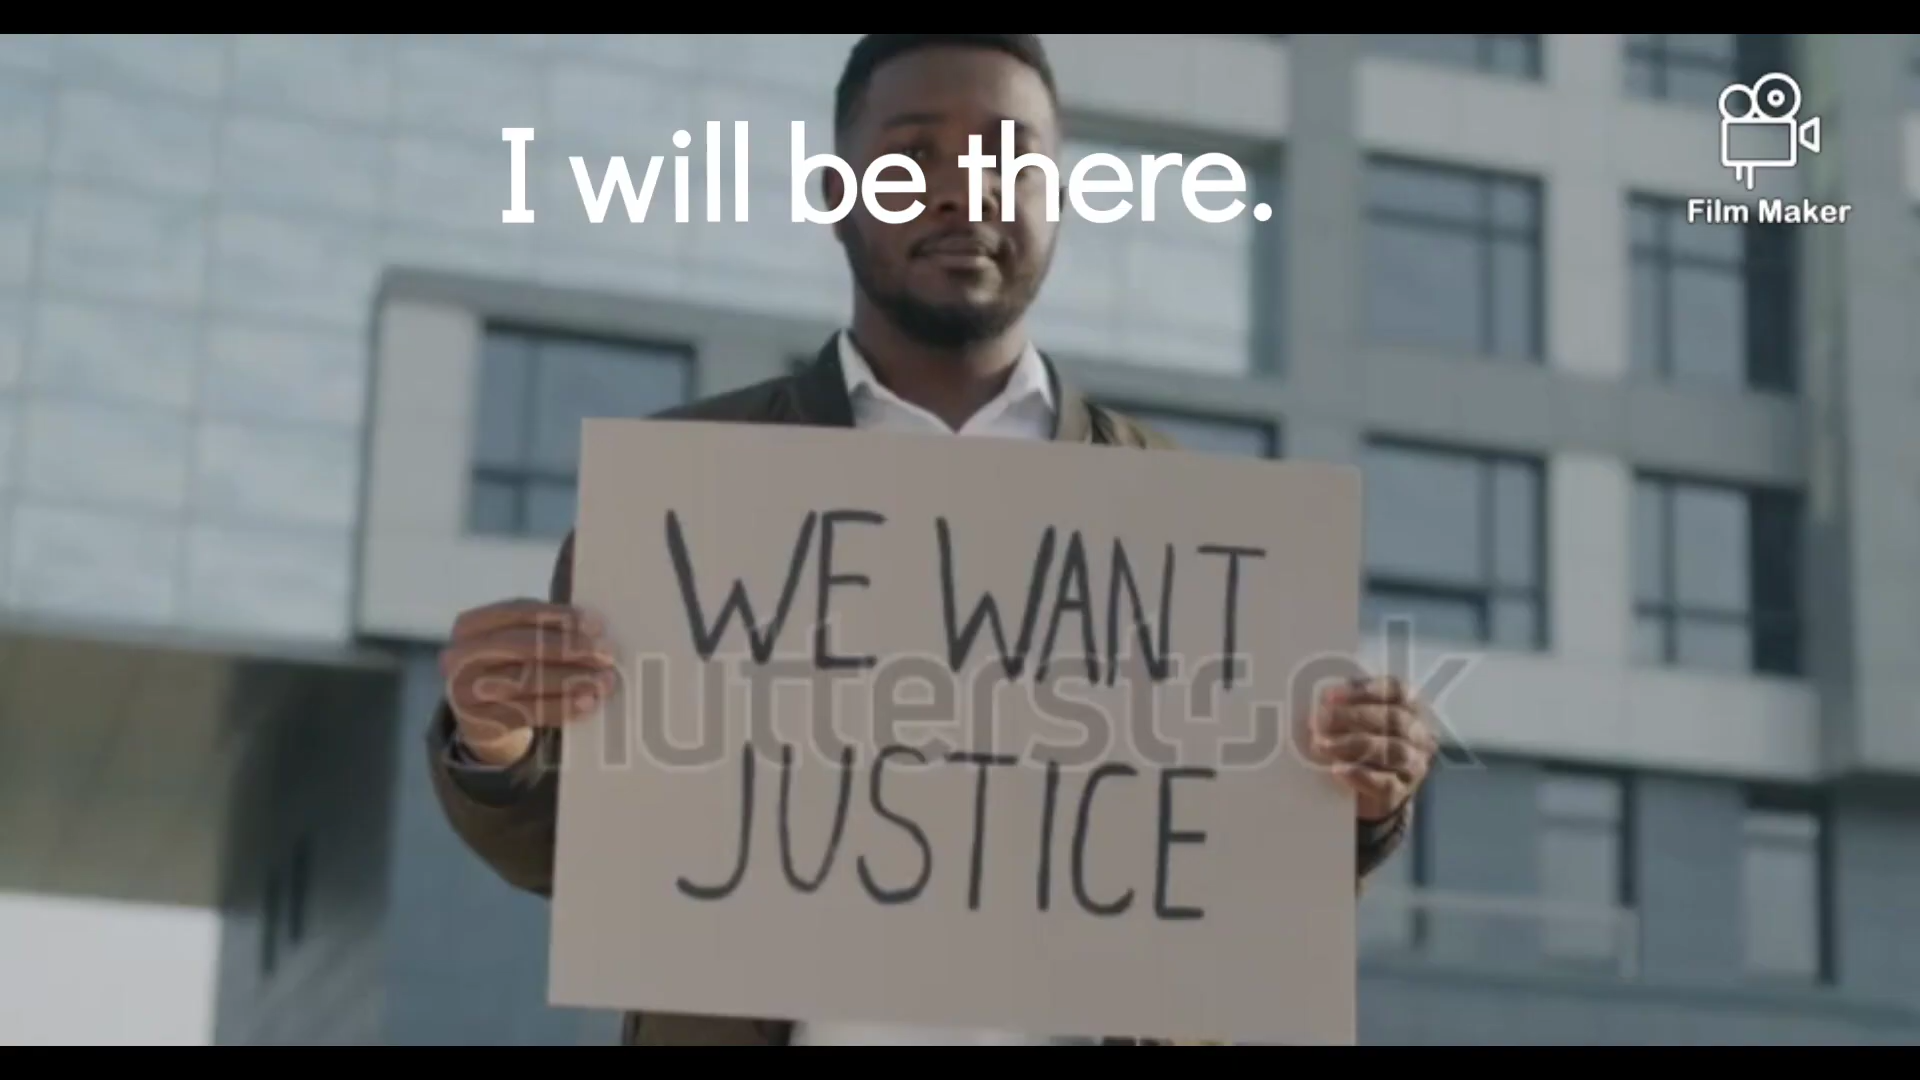 I will be there.
Film Maker
WE WANT
shutterstock
JUSTICE